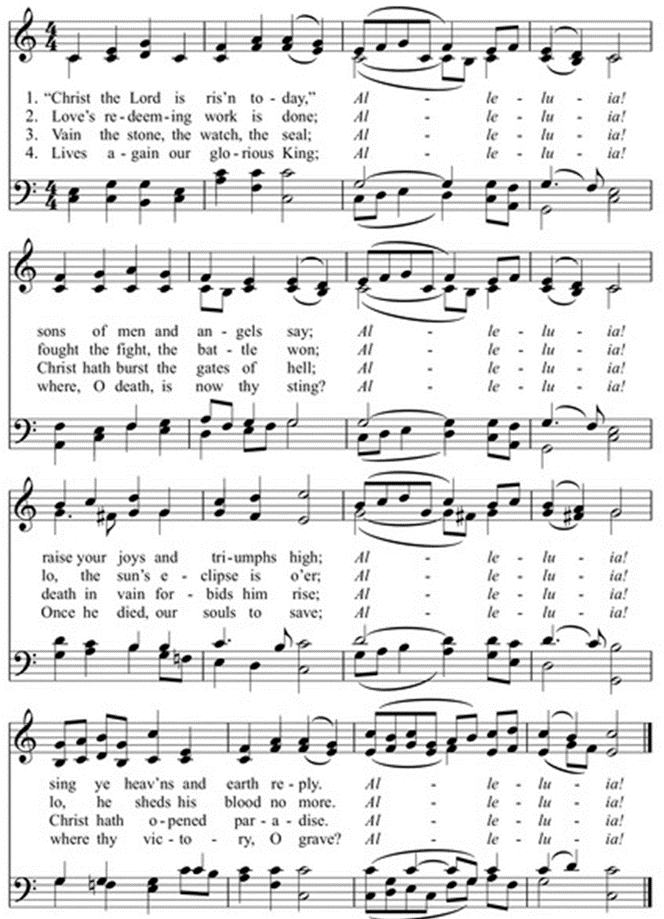 4
4
1. “Christ the Lord is ris’n to - day,” Al - le - lu - ia!
2. Love’s re - deem - ing work is done; Al - le - lu - ia!
3. Vain the stone, the watch, the seal; Al - le - lu - ia!
4. Lives a - gain our glo - rious King; Al - le - lu - ia!
4
4
sons of men and an - gels say; Al - le - lu - ia!
fought the fight, the bat - tle won; Al - le - lu - ia!
Christ hath burst the gates of hell; Al - le - lu - ia!
where, O death, is now thy sting? Al - le - lu - ia!
raise your joys and tri - umphs high; Al - le - lu - ia!
lo, the sun’s e - clipse is o’er; Al - le - lu - ia!
death in vain for - bids him rise; Al - le - lu - ia!
Once he died, our souls to save; Al - le - lu - ia!
sing ye heav’ns and earth re - ply. Al - le - lu - ia!
lo, he sheds his blood no more. Al - le - lu - ia!
Christ hath o - pened par - a - dise. Al - le - lu - ia!
where thy vic - to - ry, O grave? Al - le - lu - ia!